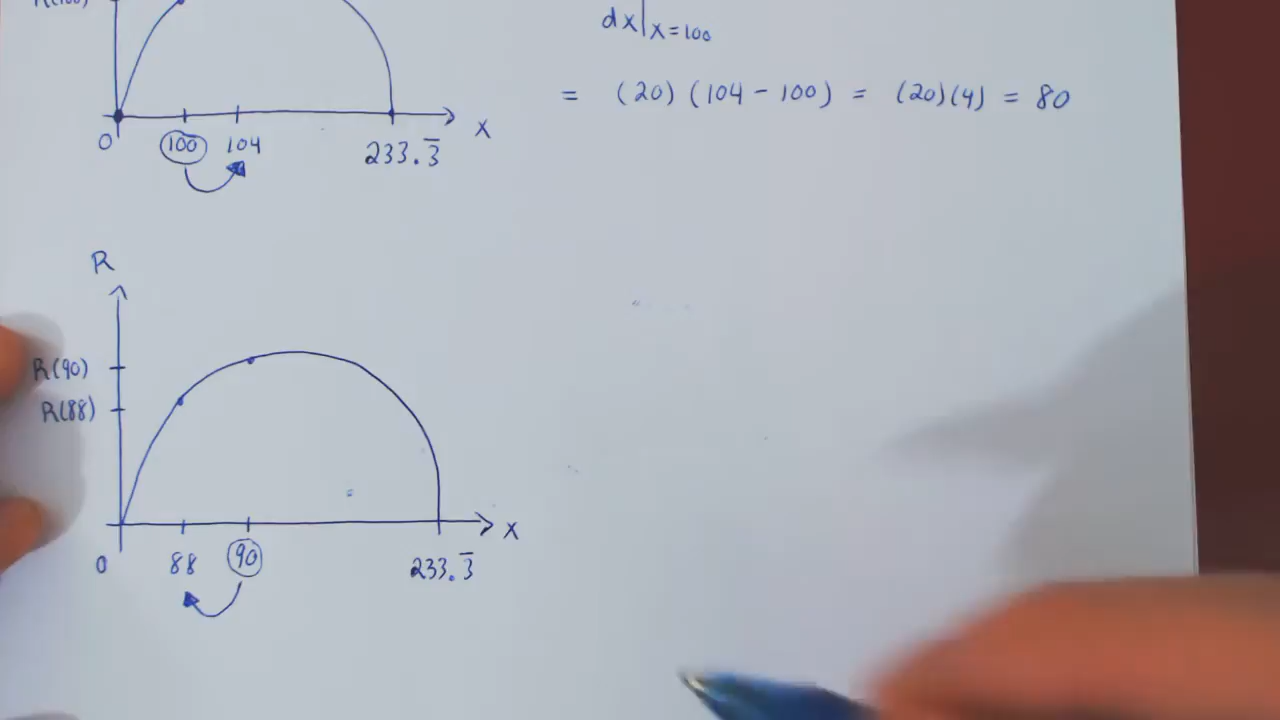 R(100)
0 100 104 233.3̅ x
dx|x=100
= (20)(104-100) = (20)(4) = 80
R
R(90)
R(88)
0 88 90 233.3̅ x